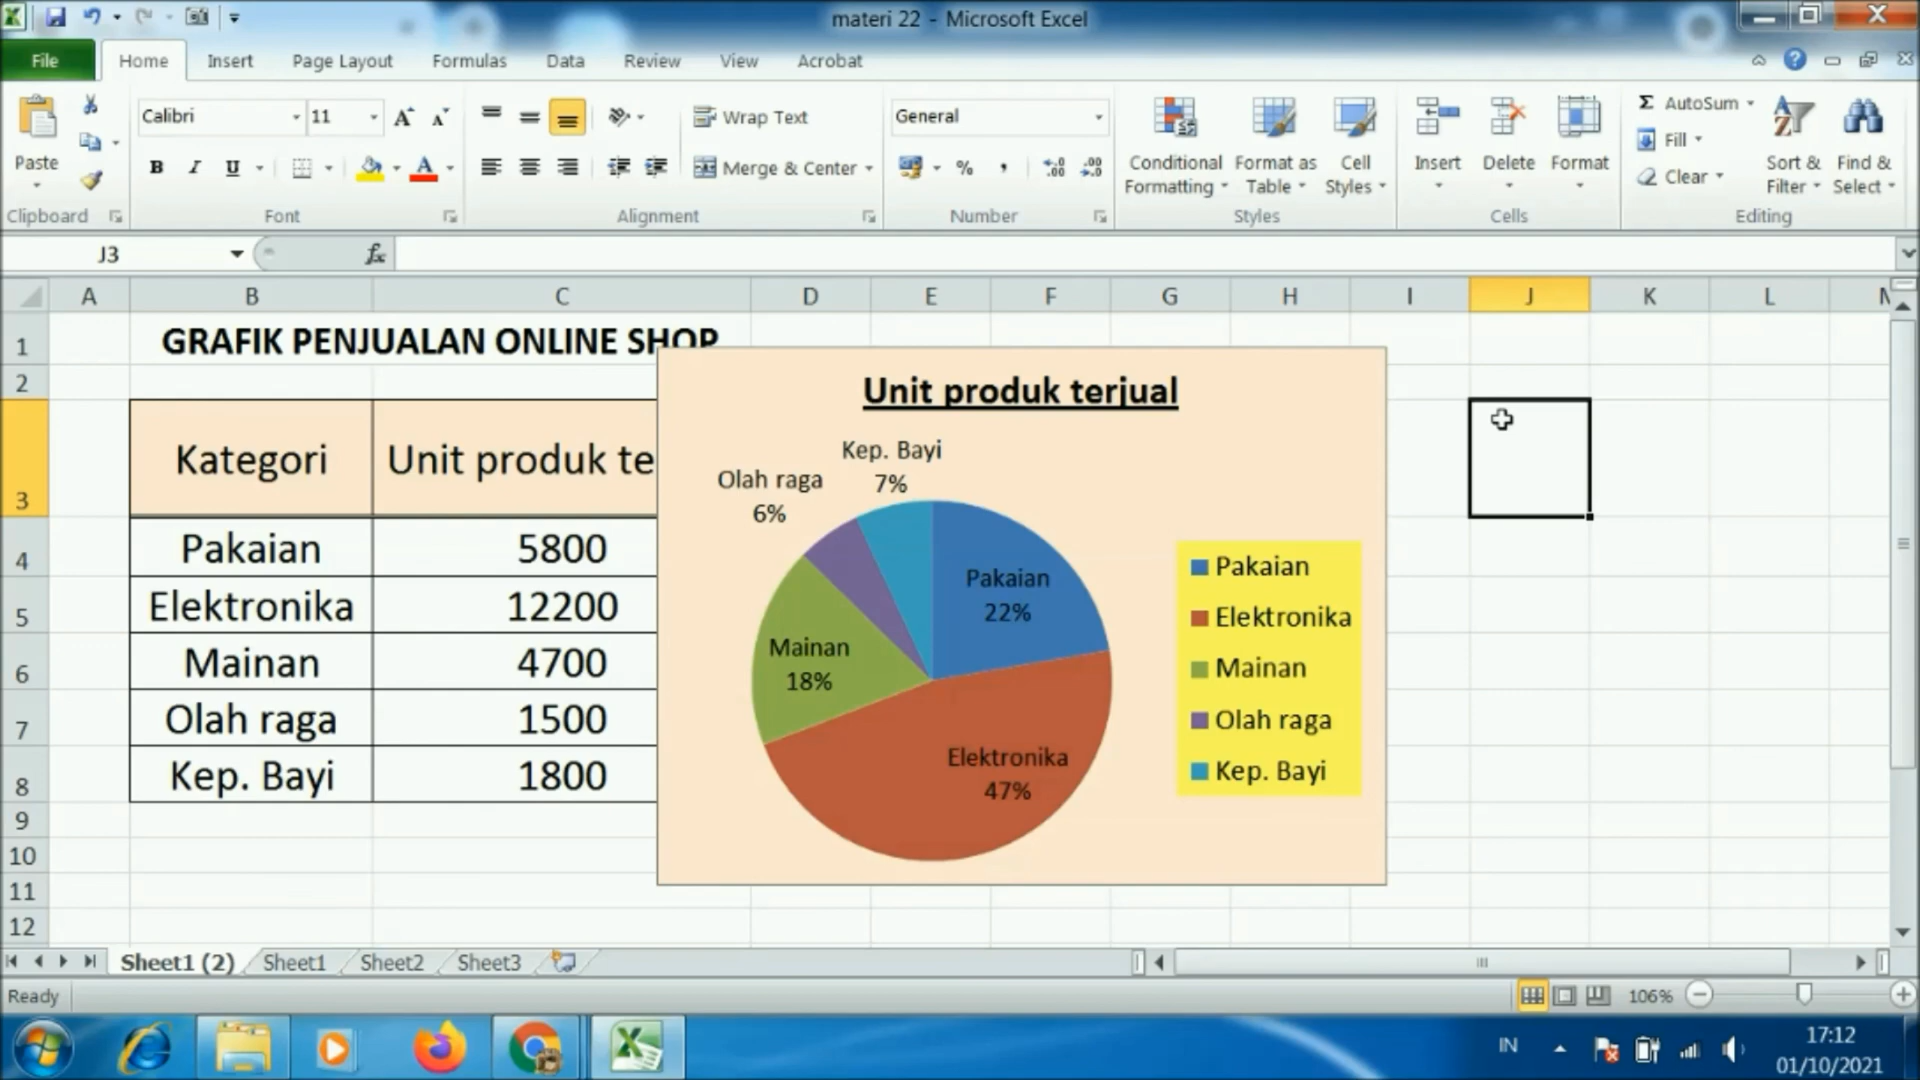 materi 22 - Microsoft Excel
File Home Insert Page Layout Formulas Data Review View Acrobat
Calibri 11 Wrap Text General AutoSum
Paste B I U Merge & Center % , Conditional Formatting Format as Table Cell Styles Insert Delete Format Fill Clear Sort & Filter Find & Select
Clipboard Font Alignment Number Styles Cells Editing
J3 fx
A B C D E F G H I J K L
1 GRAFIK PENJUALAN ONLINE SHOP
2
3 Kategori Unit produk te
4 Pakaian 5800
5 Elektronika 12200
6 Mainan 4700
7 Olah raga 1500
8 Kep. Bayi 1800
9
10
11
12
Unit produk terjual
Kep. Bayi
7%
Olah raga
6%
Pakaian
22%
Mainan
18%
Elektronika
47%
Pakaian
Elektronika
Mainan
Olah raga
Kep. Bayi
Sheet1 (2) Sheet1 Sheet2 Sheet3
Ready 106%
IN 17:12
01/10/2021